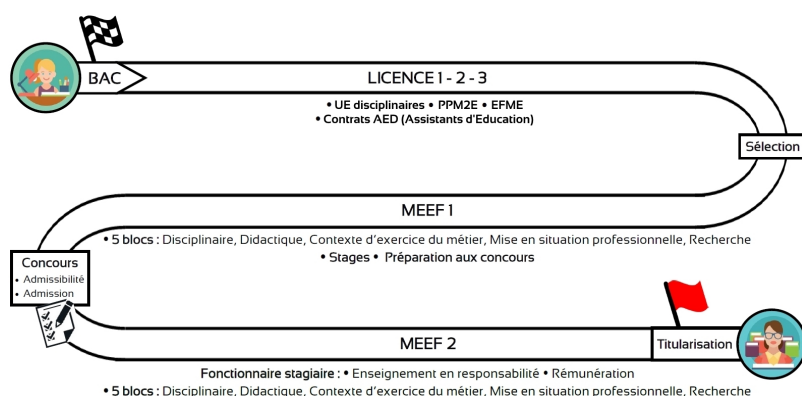 BAC
LICENCE 1 - 2 - 3
• UE disciplinaires • PPM2E • EFME
• Contrats AED (Assistants d'Education)
Sélection
MEEF 1
• 5 blocs : Disciplinaire, Didactique, Contexte d'exercice du métier, Mise en situation professionnelle, Recherche
• Stages • Préparation aux concours
Concours
• Admissibilité
• Admission
MEEF 2
Titularisation
Fonctionnaire stagiaire : • Enseignement en responsabilité • Rémunération
• 5 blocs : Disciplinaire, Didactique, Contexte d'exercice du métier, Mise en situation professionnelle, Recherche